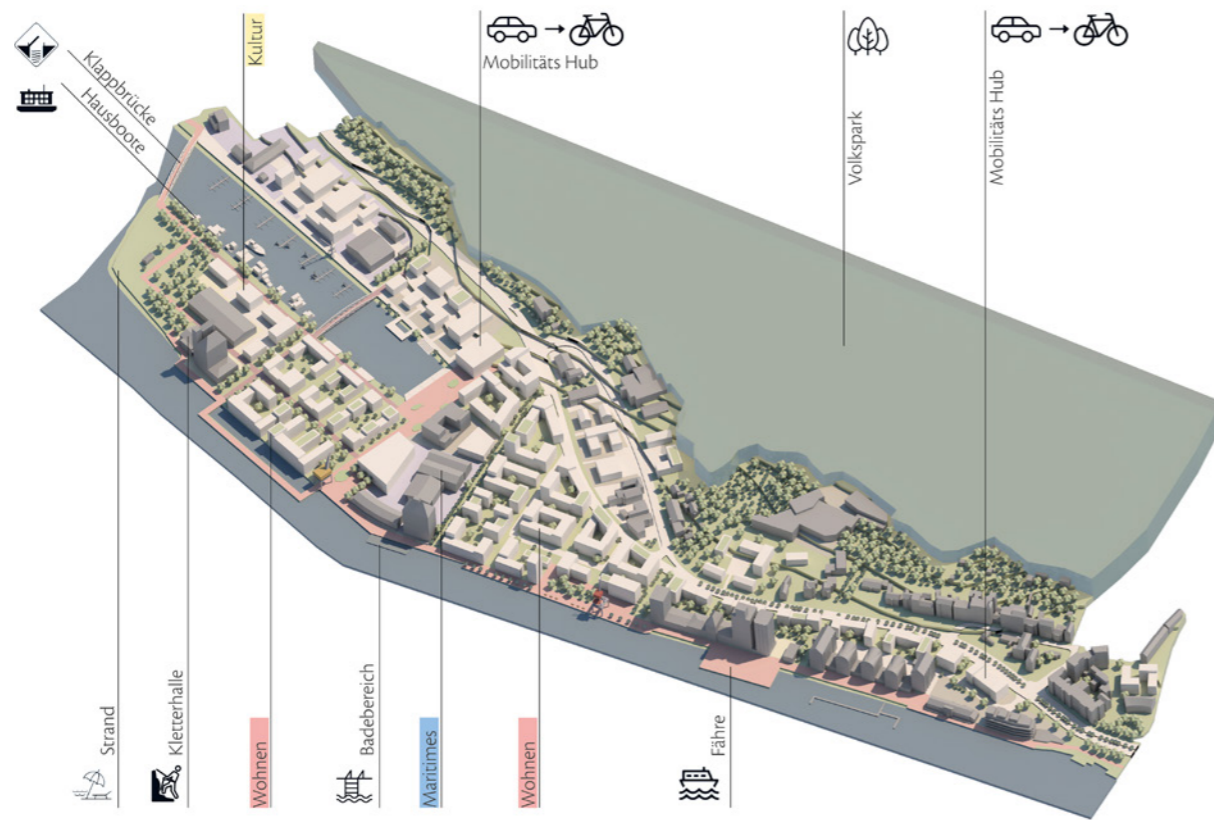 Klappbrücke
Hausboote
Kultur
Mobilitäts Hub
Volkspark
Mobilitäts Hub
Strand
Kletterhalle
Wohnen
Badebereich
Maritimes
Wohnen
Fähre